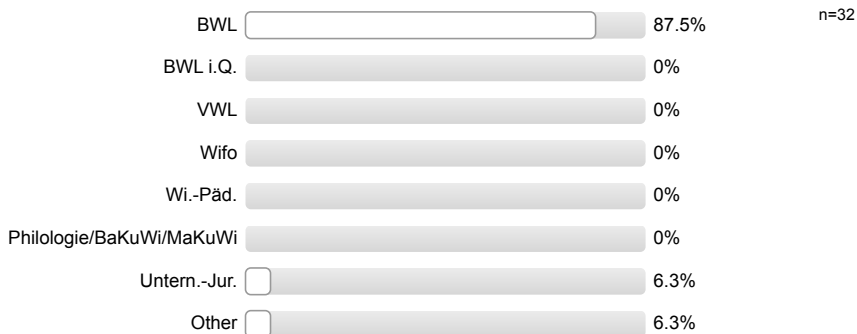 BWL 87.5% n=32
BWL i.Q. 0%
VWL 0%
Wifo 0%
Wi.-Päd. 0%
Philologie/BaKuWi/MaKuWi 0%
Untern.-Jur. 6.3%
Other 6.3%